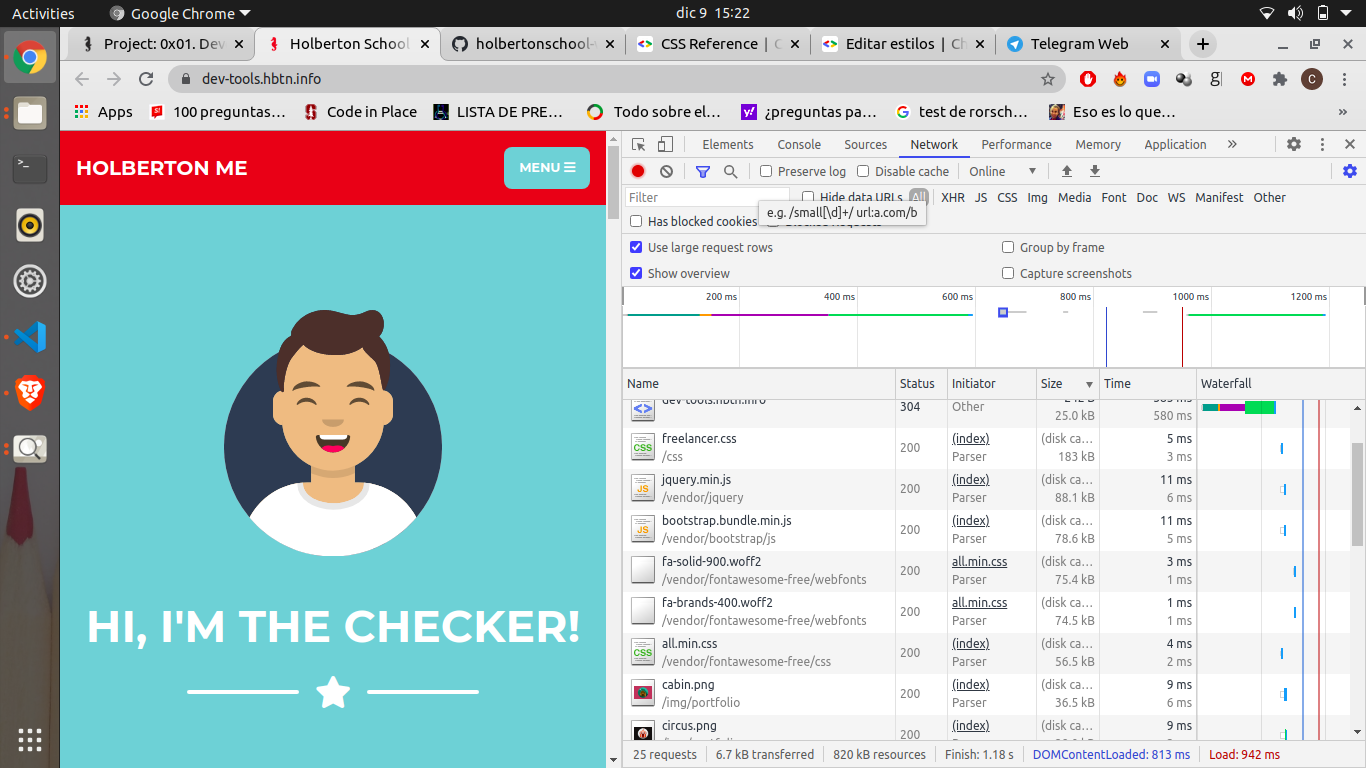 Activities Google Chrome dic 9 15:22
Project: 0x01. Dev Holberton School holbertonschool- CSS Reference | C Editar estilos | Ch Telegram Web
dev-tools.hbtn.info
Apps 100 preguntas... Code in Place LISTA DE PRE... Todo sobre el... ¿preguntas pa... test de rorsch... Eso es lo que... »
HOLBERTON ME
MENU
HI, I'M THE CHECKER!
Elements Console Sources Network Performance Memory Application »
Preserve log Disable cache Online
Filter Hide data URLs All XHR JS CSS Img Media Font Doc WS Manifest Other
e.g. /small[\d]+/ url:a.com/b
Has blocked cookies Blocked Requests
Use large request rows Group by frame
Show overview Capture screenshots
200 ms 400 ms 600 ms 800 ms 1000 ms 1200 ms
Name Status Initiator Size Time Waterfall
dev-tools.hbtn.info 304 Other
25.0 kB 580 ms
freelancer.css 200 (index) (disk ca... 5 ms
/css Parser 183 kB 3 ms
jquery.min.js 200 (index) (disk ca... 11 ms
/vendor/jquery Parser 88.1 kB 6 ms
bootstrap.bundle.min.js 200 (index) (disk ca... 11 ms
/vendor/bootstrap/js Parser 78.6 kB 5 ms
fa-solid-900.woff2 200 all.min.css (disk ca... 3 ms
/vendor/fontawesome-free/webfonts Parser 75.4 kB 1 ms
fa-brands-400.woff2 200 all.min.css (disk ca... 1 ms
/vendor/fontawesome-free/webfonts Parser 74.5 kB 1 ms
all.min.css 200 (index) (disk ca... 4 ms
/vendor/fontawesome-free/css Parser 56.5 kB 2 ms
cabin.png 200 (index) (disk ca... 9 ms
/img/portfolio Parser 36.5 kB 6 ms
circus.png 200 (index) (disk ca... 9 ms
25 requests 6.7 kB transferred 820 kB resources Finish: 1.18 s DOMContentLoaded: 813 ms Load: 942 ms